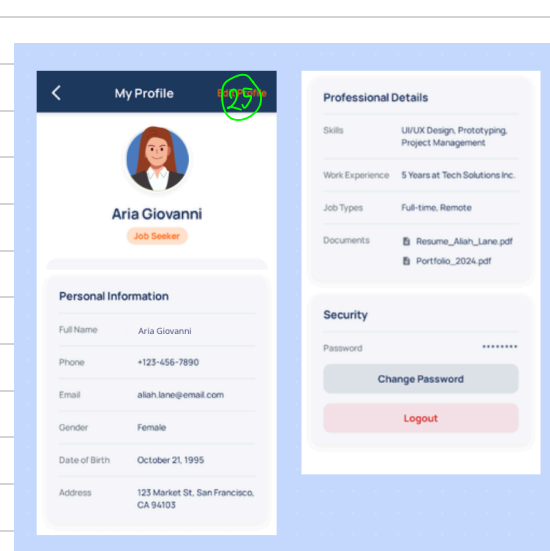 My Profile
Edit Profile
25
Aria Giovanni
Job Seeker
Personal Information
Full Name Aria Giovanni
Phone +123-456-7890
Email aliah.lane@email.com
Gender Female
Date of Birth October 21, 1995
Address 123 Market St, San Francisco,
CA 94103
Professional Details
Skills UI/UX Design, Prototyping,
Project Management
Work Experience 5 Years at Tech Solutions Inc.
Job Types Full-time, Remote
Documents Resume_Aliah_Lane.pdf
Portfolio_2024.pdf
Security
Password ••••••••
Change Password
Logout